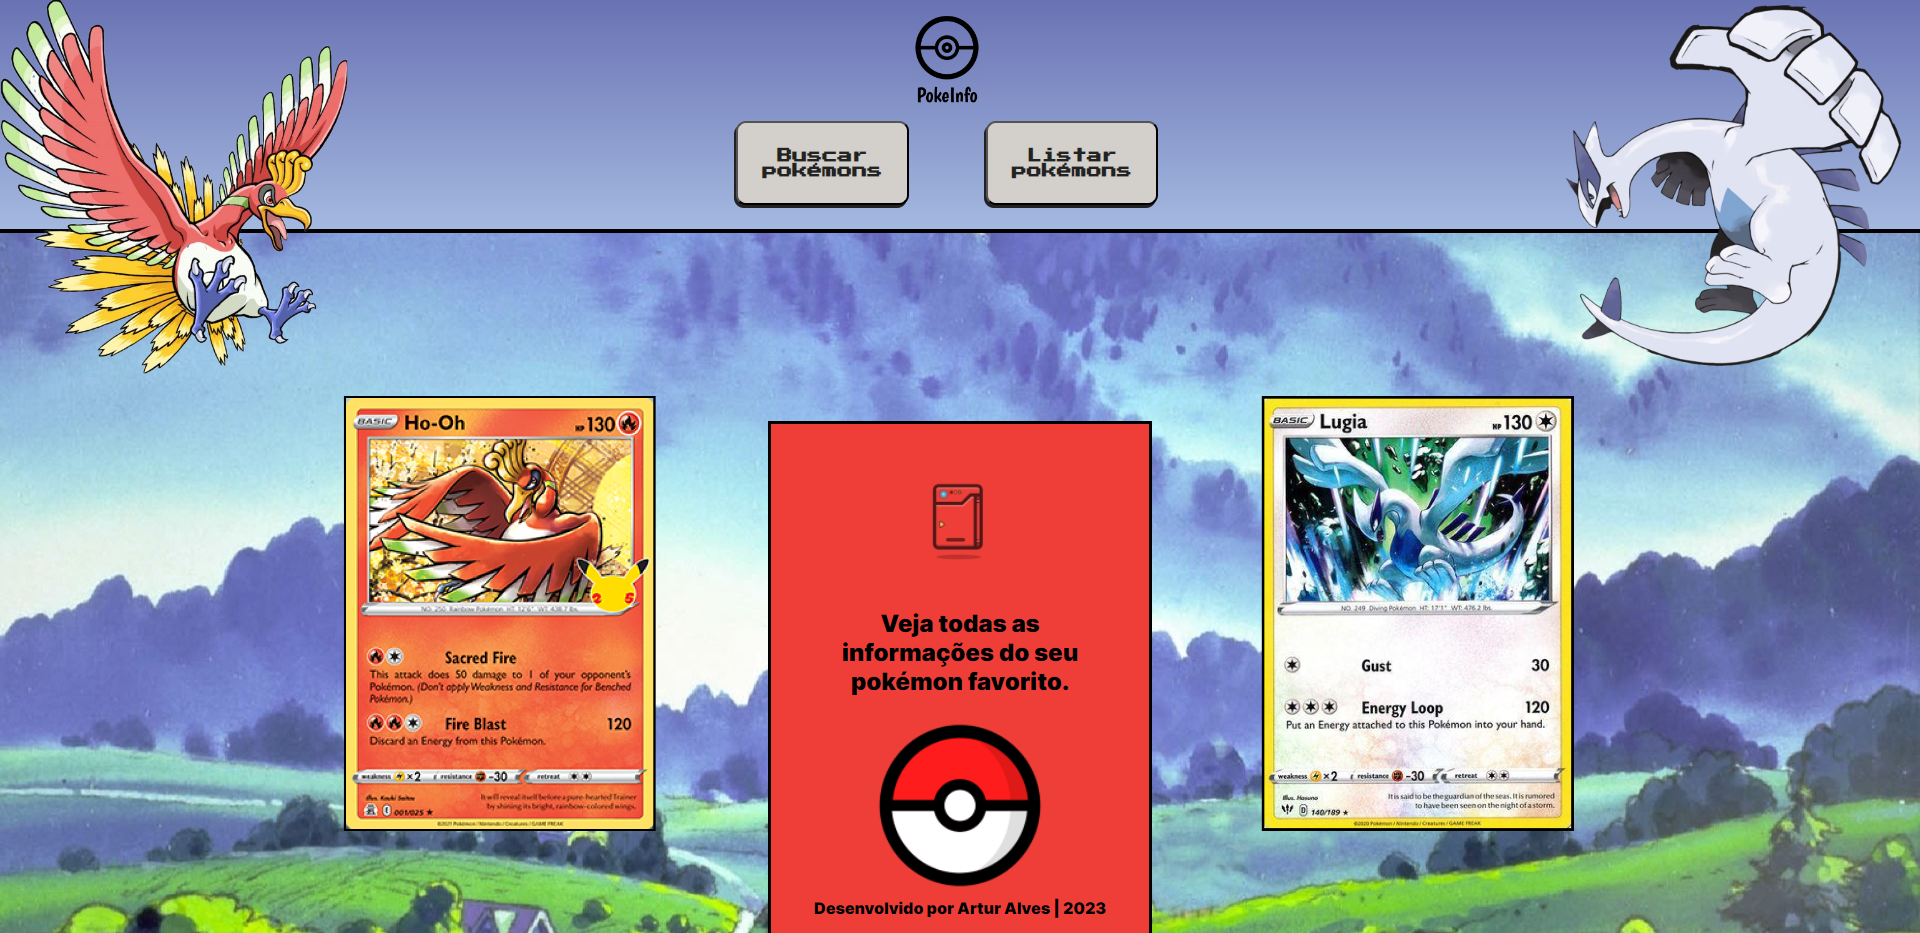 PokeInfo
Buscar
pokémons
Listar
pokémons
BASIC
Ho-Oh
HP 130
2 5
NO. 250 Rainbow Pokémon HT: 12'6" WT: 438.7 lbs.
Sacred Fire
This attack does 50 damage to 1 of your opponent's
Pokémon. (Don't apply Weakness and Resistance for Benched
Pokémon.)
Fire Blast 120
Discard an Energy from this Pokémon.
weakness ×2 resistance -30 retreat
Illus. Kouki Saitou
It will reveal itself before a pure-hearted Trainer
by shining its bright, rainbow-colored wings.
001/025 ★
©2021 Pokémon / Nintendo / Creatures / GAME FREAK
Veja todas as
informações do seu
pokémon favorito.
Desenvolvido por Artur Alves | 2023
BASIC
Lugia
HP 130
NO. 249 Diving Pokémon HT: 17'1" WT: 476.2 lbs.
Gust 30
Energy Loop 120
Put an Energy attached to this Pokémon into your hand.
weakness ×2 resistance -30 retreat
Illus. Hasuno
It is said to be the guardian of the seas. It is rumored
to have been seen on the night of a storm.
D 140/189 ★
©2020 Pokémon / Nintendo / Creatures / GAME FREAK